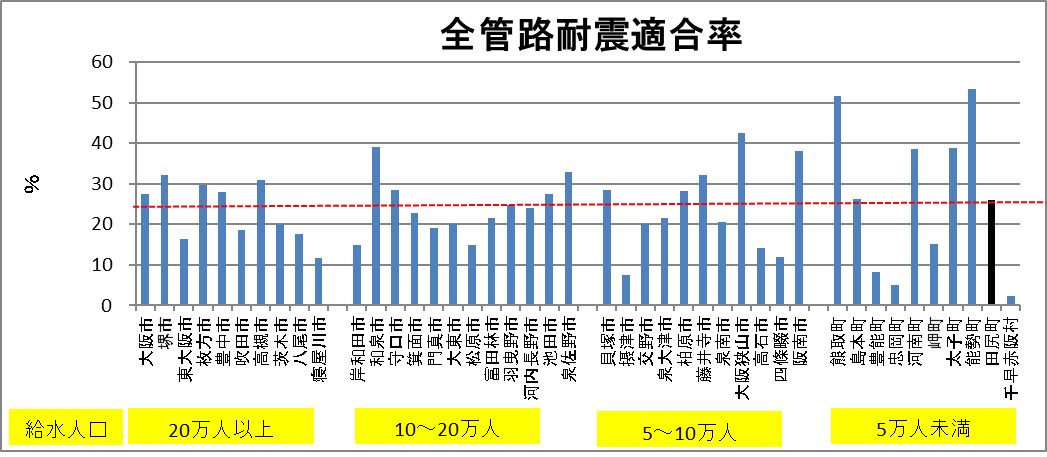 全管路耐震適合率
%
60
50
40
30
20
10
0
大阪市
堺市
東大阪市
枚方市
豊中市
吹田市
高槻市
茨木市
八尾市
寝屋川市
岸和田市
和泉市
守口市
箕面市
門真市
大東市
松原市
富田林市
羽曳野市
河内長野市
池田市
泉佐野市
貝塚市
摂津市
交野市
泉大津市
柏原市
藤井寺市
泉南市
大阪狭山市
高石市
四條畷市
阪南市
熊取町
島本町
豊能町
忠岡町
河南町
岬町
太子町
能勢町
田尻町
千早赤阪村
給水人口
20万人以上
10～20万人
5～10万人
5万人未満